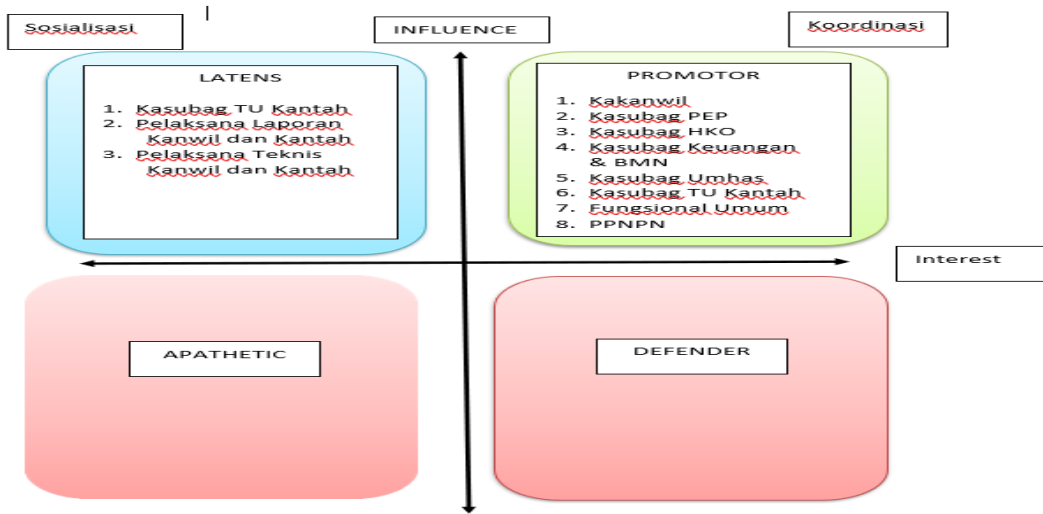 Sosialisasi
INFLUENCE
Koordinasi
LATENS
1. Kasubag TU Kantah
2. Pelaksana Laporan
Kanwil dan Kantah
3. Pelaksana Teknis
Kanwil dan Kantah
PROMOTOR
1. Kakanwil
2. Kasubag PEP
3. Kasubag HKO
4. Kasubag Keuangan
& BMN
5. Kasubag Umhas
6. Kasubag TU Kantah
7. Fungsional Umum
8. PPNPN
Interest
APATHETIC
DEFENDER